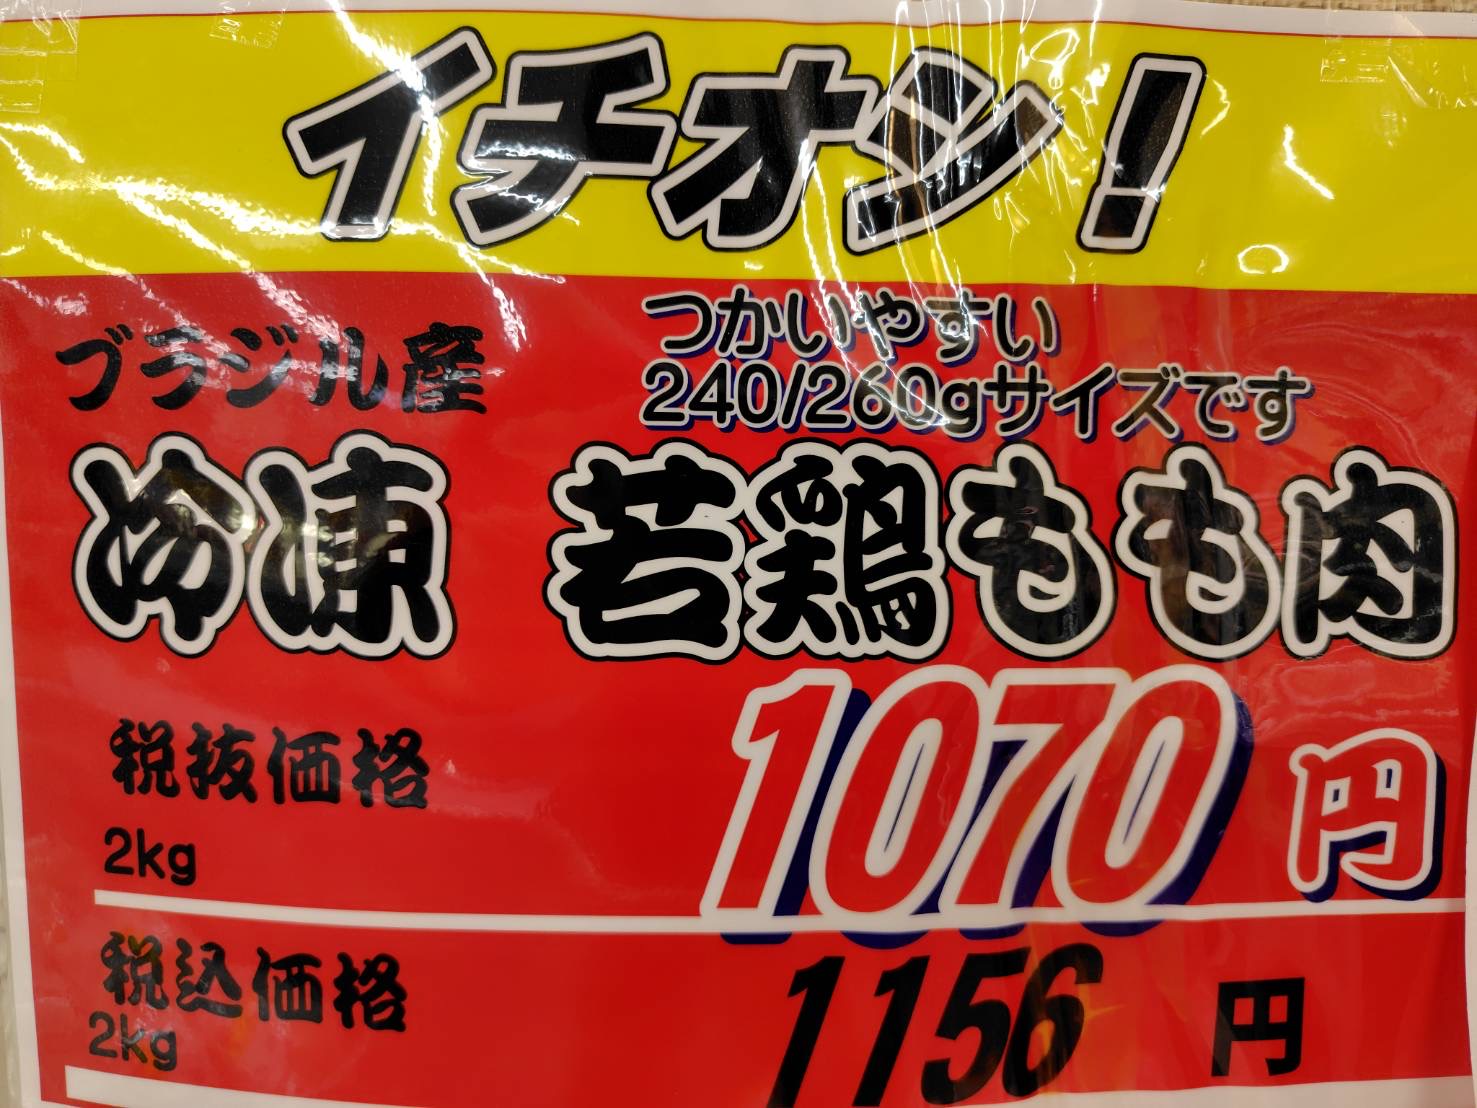 イチオシ!
ブラジル産
つかいやすい
240/260gサイズです
冷凍 若鶏もも肉
税抜価格
2kg
1070円
税込価格
2kg
1156円